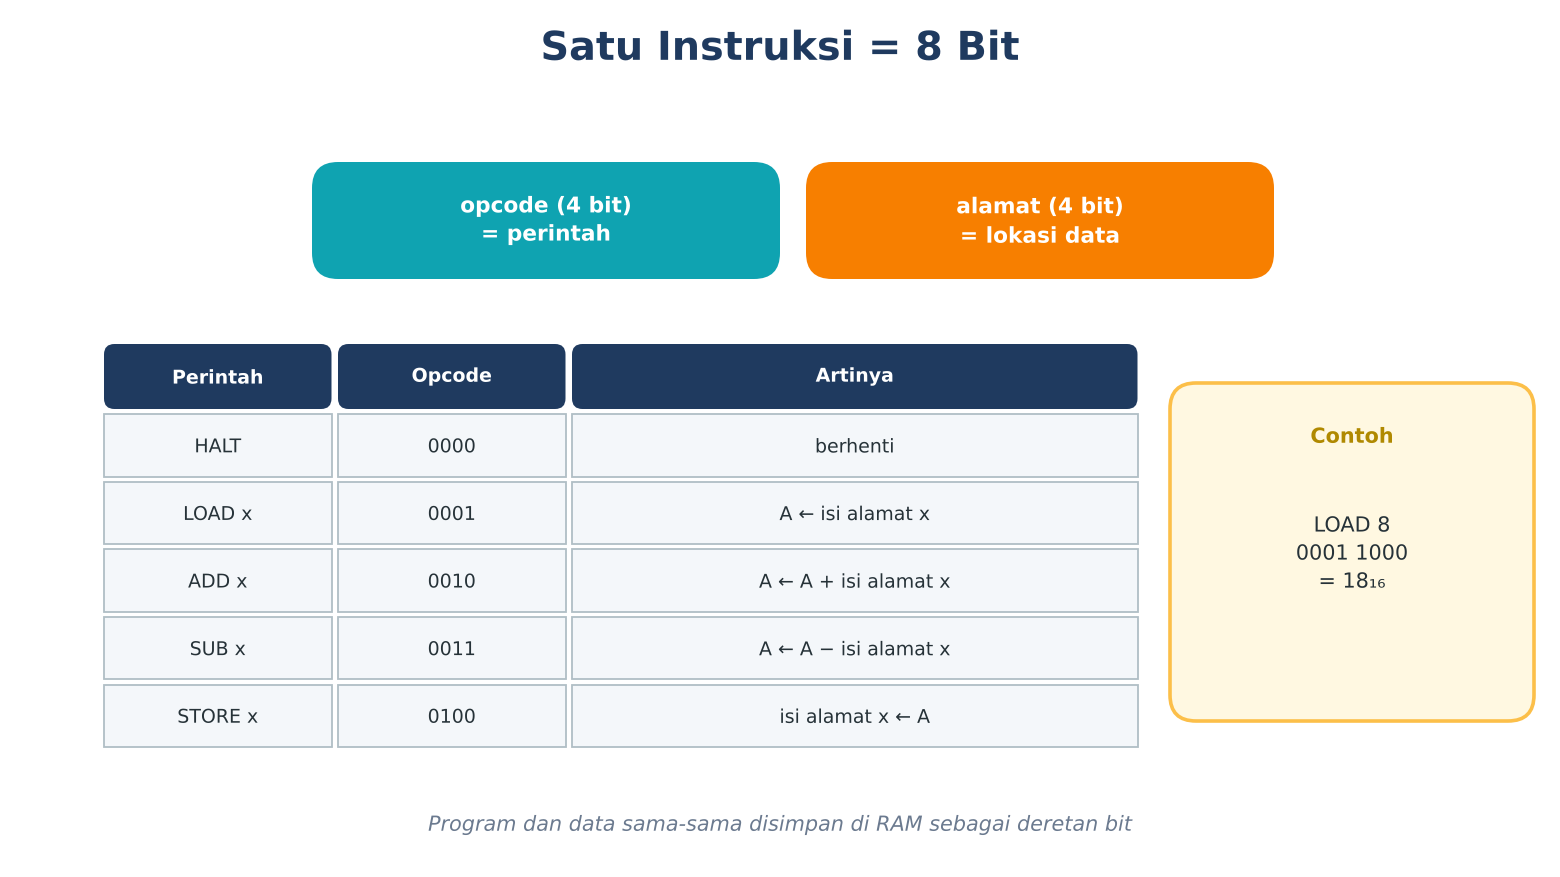 Satu Instruksi = 8 Bit
opcode (4 bit)
= perintah
alamat (4 bit)
= lokasi data
Perintah Opcode Artinya
HALT 0000 berhenti
LOAD x 0001 A ← isi alamat x
ADD x 0010 A ← A + isi alamat x
SUB x 0011 A ← A − isi alamat x
STORE x 0100 isi alamat x ← A
Contoh
LOAD 8
0001 1000
= 18₁₆
Program dan data sama-sama disimpan di RAM sebagai deretan bit